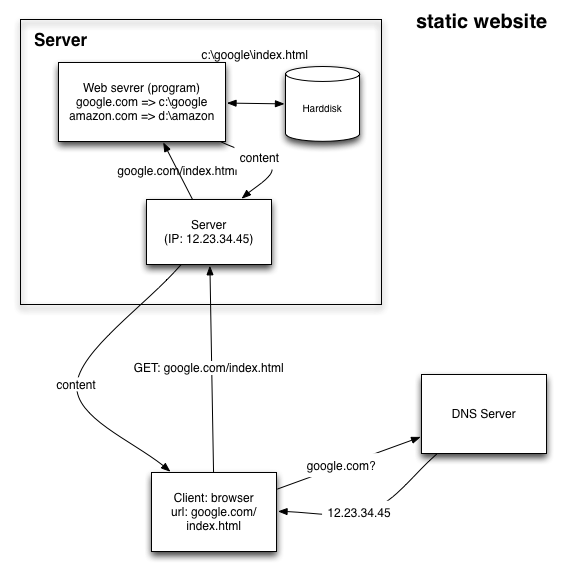 static website
Server
c:\google\index.html
Web sevrer (program)
google.com => c:\google
amazon.com => d:\amazon
Harddisk
content
google.com/index.html
Server
(IP: 12.23.34.45)
GET: google.com/index.html
content
DNS Server
google.com?
Client: browser
url: google.com/
index.html
12.23.34.45